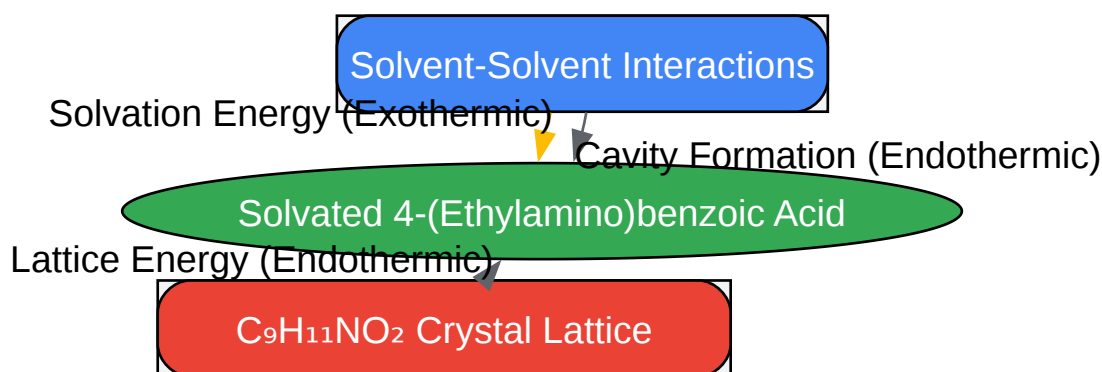 Solvent-Solvent Interactions
Solvation Energy (Exothermic)
Cavity Formation (Endothermic)
Solvated 4-(Ethylamino)benzoic Acid
Lattice Energy (Endothermic)
C₉H₁₁NO₂ Crystal Lattice